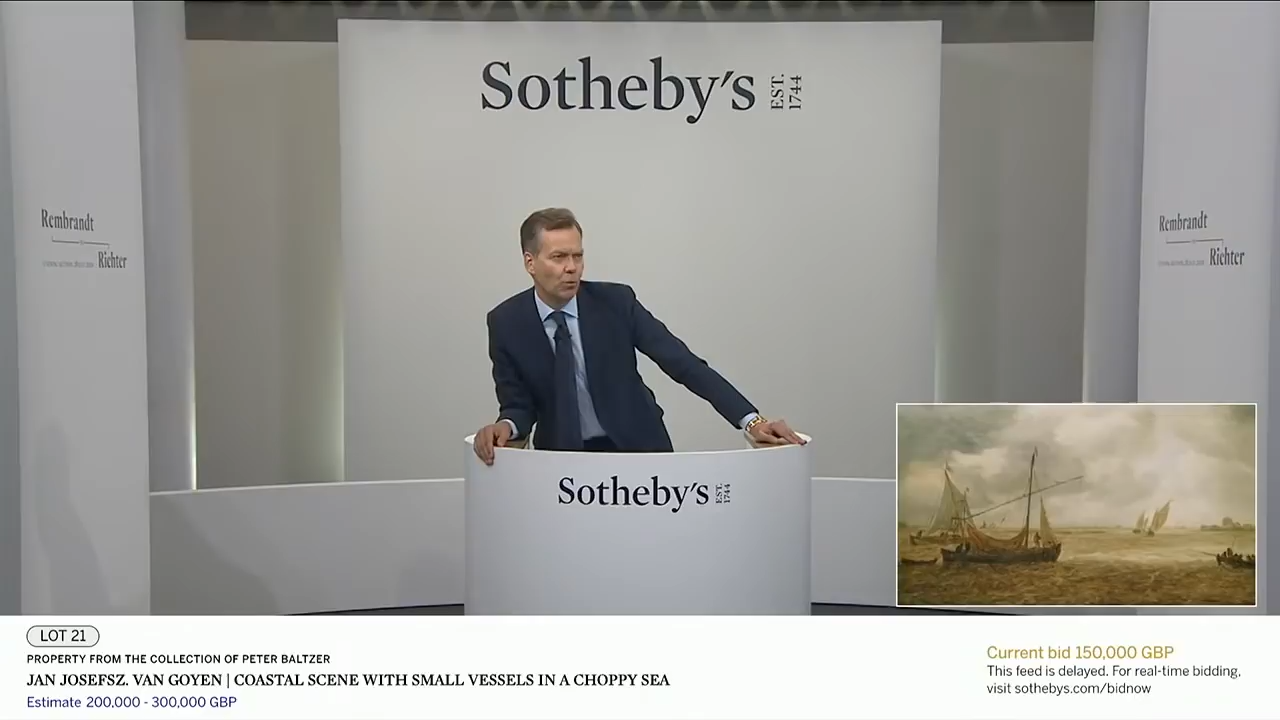 Sotheby's EST. 1744
Rembrandt
Richter
Rembrandt
Richter
Sotheby's EST. 1744
LOT 21
PROPERTY FROM THE COLLECTION OF PETER BALTZER
JAN JOSEFSZ. VAN GOYEN | COASTAL SCENE WITH SMALL VESSELS IN A CHOPPY SEA
Estimate 200,000 - 300,000 GBP
Current bid 150,000 GBP
This feed is delayed. For real-time bidding,
visit sothebys.com/bidnow